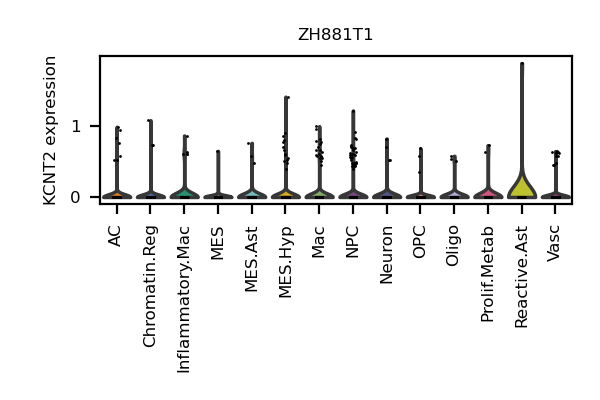 ZH881T1
KCNT2 expression
1
0
AC
Chromatin.Reg
Inflammatory.Mac
MES
MES.Ast
MES.Hyp
Mac
NPC
Neuron
OPC
Oligo
Prolif.Metab
Reactive.Ast
Vasc